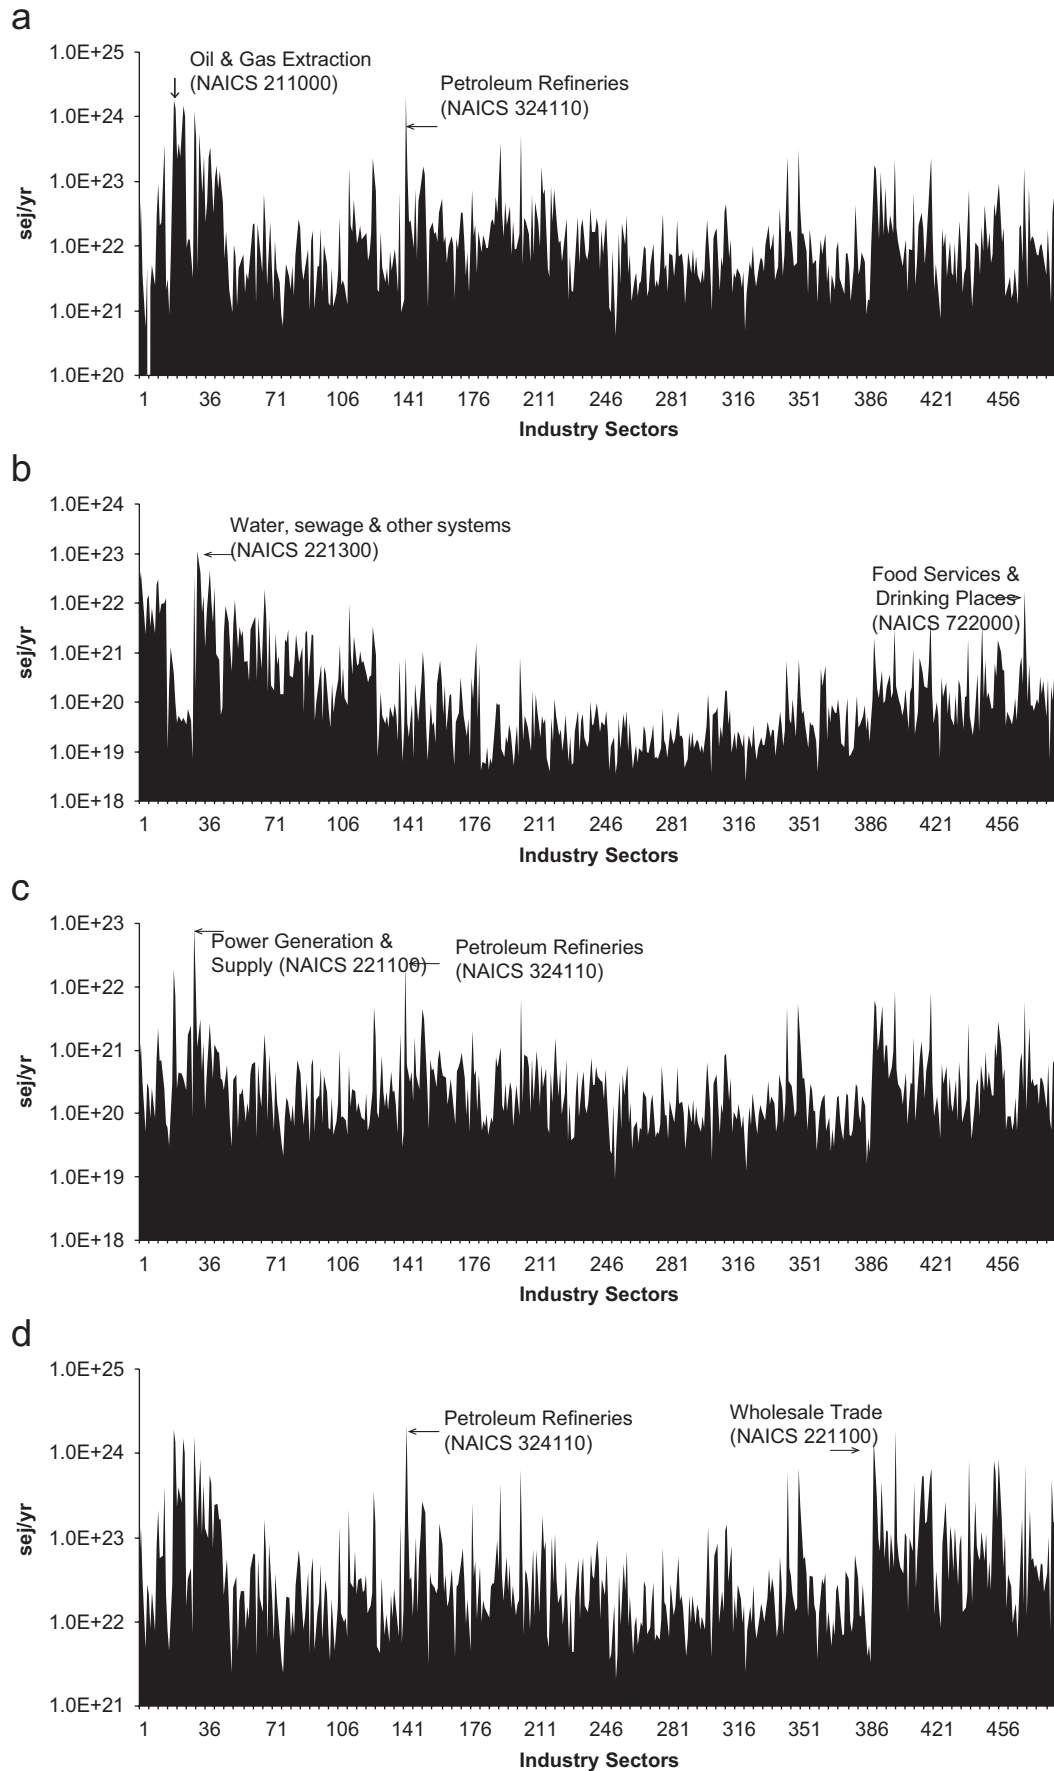 a
1.0E+25
Oil & Gas Extraction
(NAICS 211000)
Petroleum Refineries
(NAICS 324110)
1.0E+24
1.0E+23
1.0E+22
1.0E+21
1.0E+20
sej/yr
1 36 71 106 141 176 211 246 281 316 351 386 421 456
Industry Sectors
b
1.0E+24
Water, sewage & other systems
(NAICS 221300)
1.0E+23
Food Services &
Drinking Places
(NAICS 722000)
1.0E+22
1.0E+21
1.0E+20
1.0E+19
1.0E+18
sej/yr
1 36 71 106 141 176 211 246 281 316 351 386 421 456
Industry Sectors
c
1.0E+23
Power Generation &
Supply (NAICS 221100)
Petroleum Refineries
(NAICS 324110)
1.0E+22
1.0E+21
1.0E+20
1.0E+19
1.0E+18
sej/yr
1 36 71 106 141 176 211 246 281 316 351 386 421 456
Industry Sectors
d
1.0E+25
Petroleum Refineries
(NAICS 324110)
Wholesale Trade
(NAICS 221100)
1.0E+24
1.0E+23
1.0E+22
1.0E+21
sej/yr
1 36 71 106 141 176 211 246 281 316 351 386 421 456
Industry Sectors